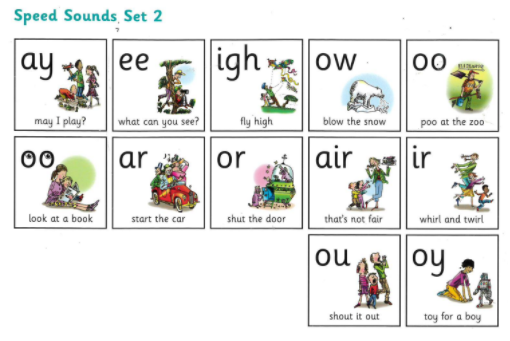 Speed Sounds Set 2
ay
ee
igh
ow
oo
may I play?
what can you see?
fly high
blow the snow
poo at the zoo
oo
ar
or
air
ir
look at a book
start the car
shut the door
that's not fair
whirl and twirl
ou
oy
shout it out
toy for a boy